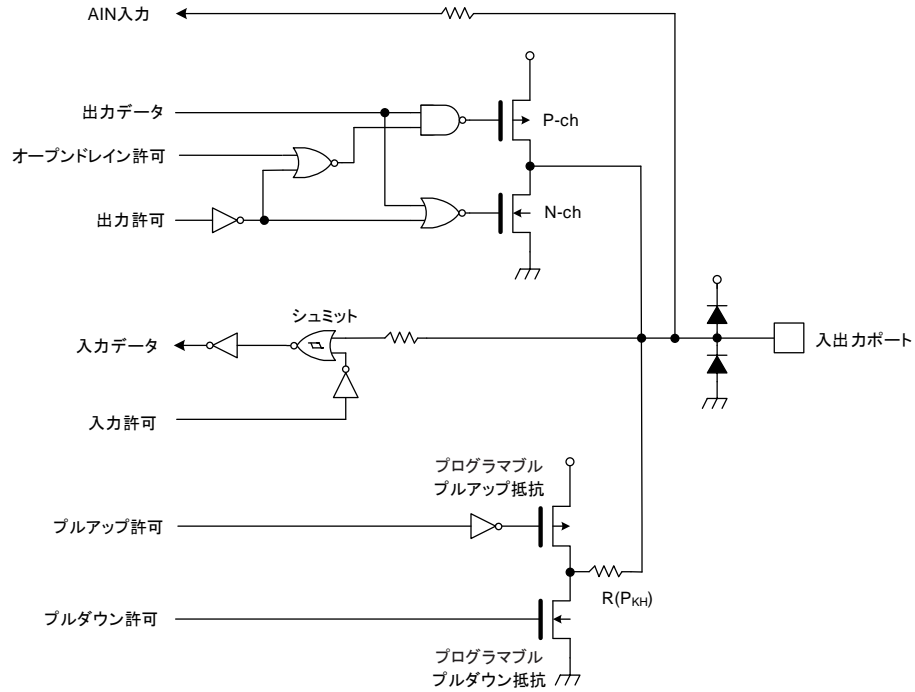 AIN入力
出力データ
P-ch
オープンドレイン許可
出力許可
N-ch
シュミット
入力データ
入出力ポート
入力許可
プログラマブル
プルアップ抵抗
プルアップ許可
R(PKH)
プルダウン許可
プログラマブル
プルダウン抵抗